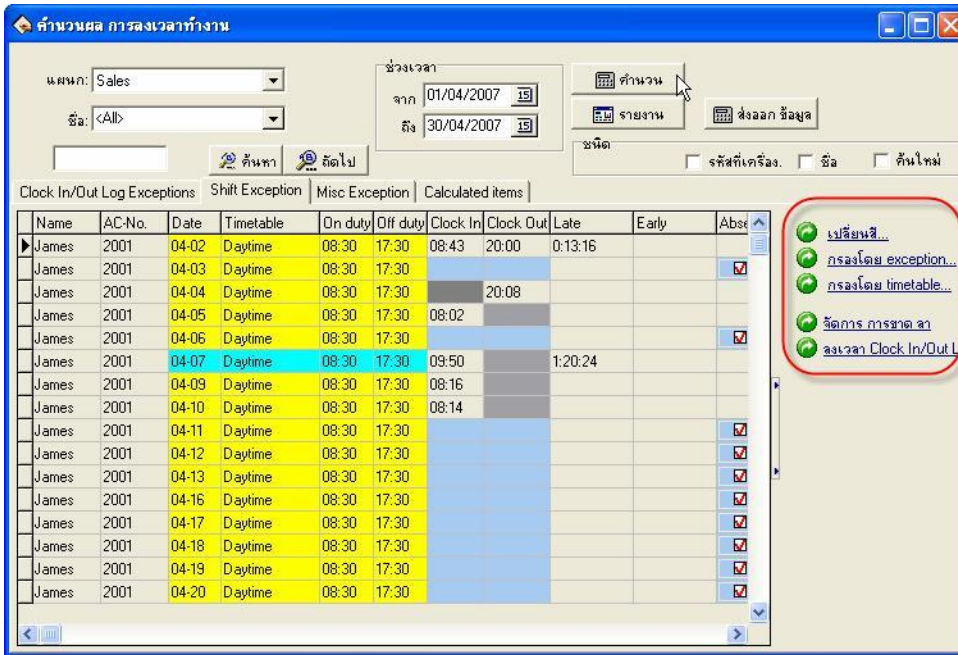 คำนวนผล การลงเวลาทำงาน
แผนก: Sales
ชื่อ: <All>
ค้นหา ถัดไป
ช่วงเวลา
จาก 01/04/2007 15
ถึง 30/04/2007 15
คำนวน
รายงาน ส่งออก ข้อมูล
ชนิด
รหัสที่เครื่อง. ชื่อ ค้นใหม่
Clock In/Out Log Exceptions Shift Exception Misc Exception Calculated items
Name AC-No. Date Timetable On duty Off duty Clock In Clock Out Late Early Abse
James 2001 04-02 Daytime 08:30 17:30 08:43 20:00 0:13:16
James 2001 04-03 Daytime 08:30 17:30
James 2001 04-04 Daytime 08:30 17:30 20:08
James 2001 04-05 Daytime 08:30 17:30 08:02
James 2001 04-06 Daytime 08:30 17:30
James 2001 04-07 Daytime 08:30 17:30 09:50 1:20:24
James 2001 04-09 Daytime 08:30 17:30 08:16
James 2001 04-10 Daytime 08:30 17:30 08:14
James 2001 04-11 Daytime 08:30 17:30
James 2001 04-12 Daytime 08:30 17:30
James 2001 04-13 Daytime 08:30 17:30
James 2001 04-16 Daytime 08:30 17:30
James 2001 04-17 Daytime 08:30 17:30
James 2001 04-18 Daytime 08:30 17:30
James 2001 04-19 Daytime 08:30 17:30
James 2001 04-20 Daytime 08:30 17:30
เปลี่ยนสี...
กรองโดย exception...
กรองโดย timetable...
จัดการ การขาด ลา
ลงเวลา Clock In/Out L